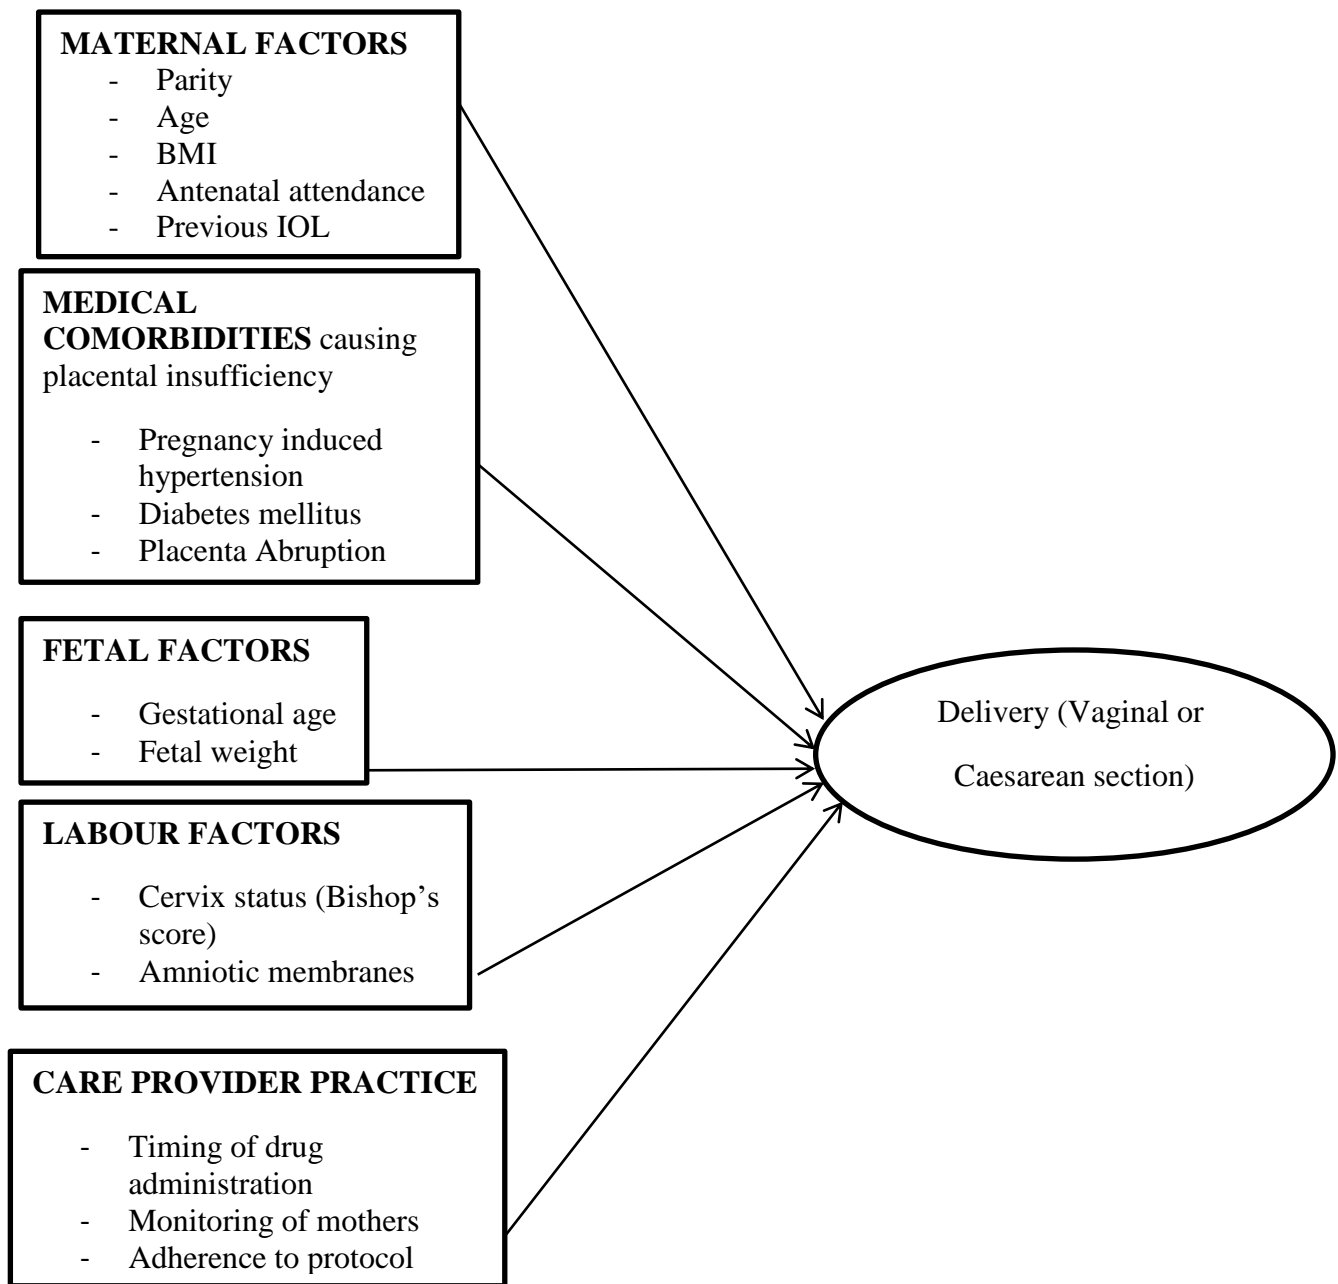 MATERNAL FACTORS
- Parity
- Age
- BMI
- Antenatal attendance
- Previous IOL
MEDICAL
COMORBIDITIES causing
placental insufficiency
- Pregnancy induced
hypertension
- Diabetes mellitus
- Placenta Abruption
FETAL FACTORS
- Gestational age
- Fetal weight
LABOUR FACTORS
- Cervix status (Bishop’s
score)
- Amniotic membranes
CARE PROVIDER PRACTICE
- Timing of drug
administration
- Monitoring of mothers
- Adherence to protocol
Delivery (Vaginal or
Caesarean section)